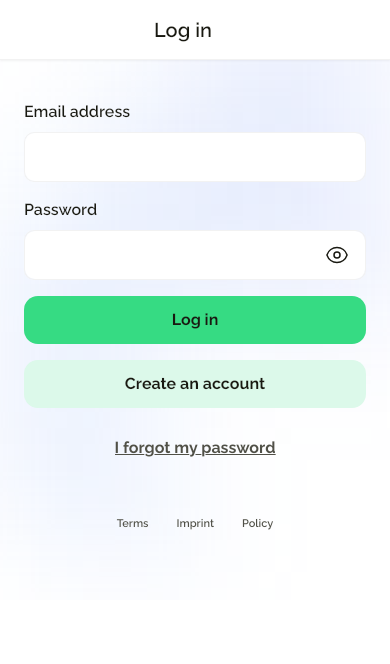 Log in
Email address
Password
Log in
Create an account
I forgot my password
Terms Imprint Policy